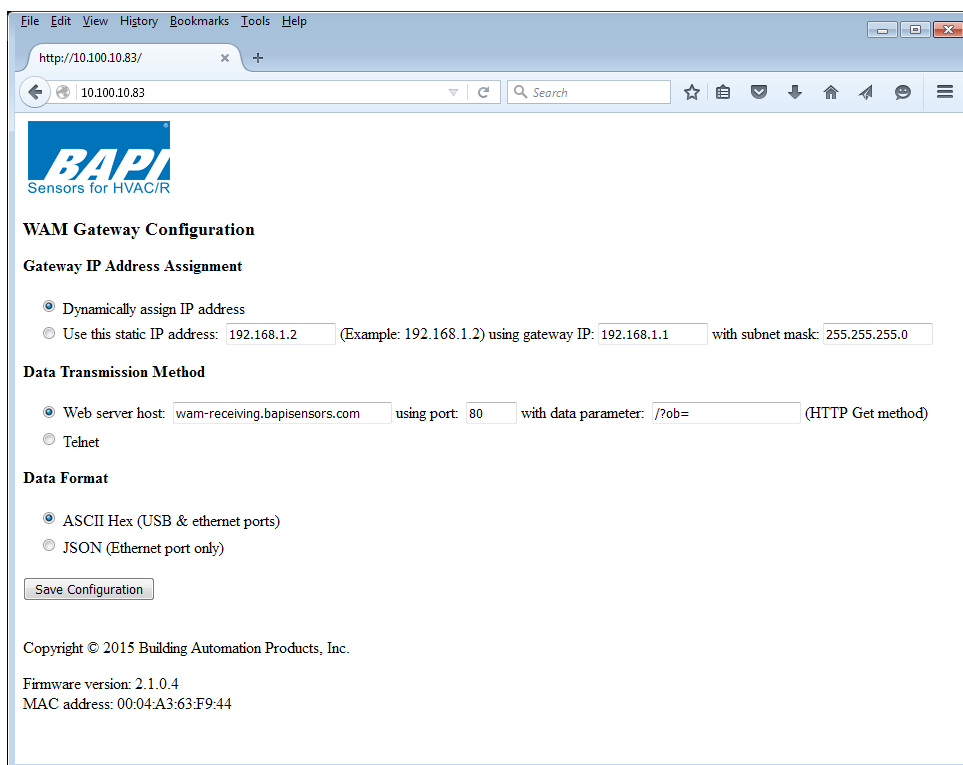 File Edit View History Bookmarks Tools Help
http://10.100.10.83/
10.100.10.83 Search
BAPI ®
Sensors for HVAC/R
WAM Gateway Configuration
Gateway IP Address Assignment
Dynamically assign IP address
Use this static IP address: 192.168.1.2 (Example: 192.168.1.2) using gateway IP: 192.168.1.1 with subnet mask: 255.255.255.0
Data Transmission Method
Web server host: wam-receiving.bapisensors.com using port: 80 with data parameter: /?ob= (HTTP Get method)
Telnet
Data Format
ASCII Hex (USB & ethernet ports)
JSON (Ethernet port only)
Save Configuration
Copyright © 2015 Building Automation Products, Inc.
Firmware version: 2.1.0.4
MAC address: 00:04:A3:63:F9:44